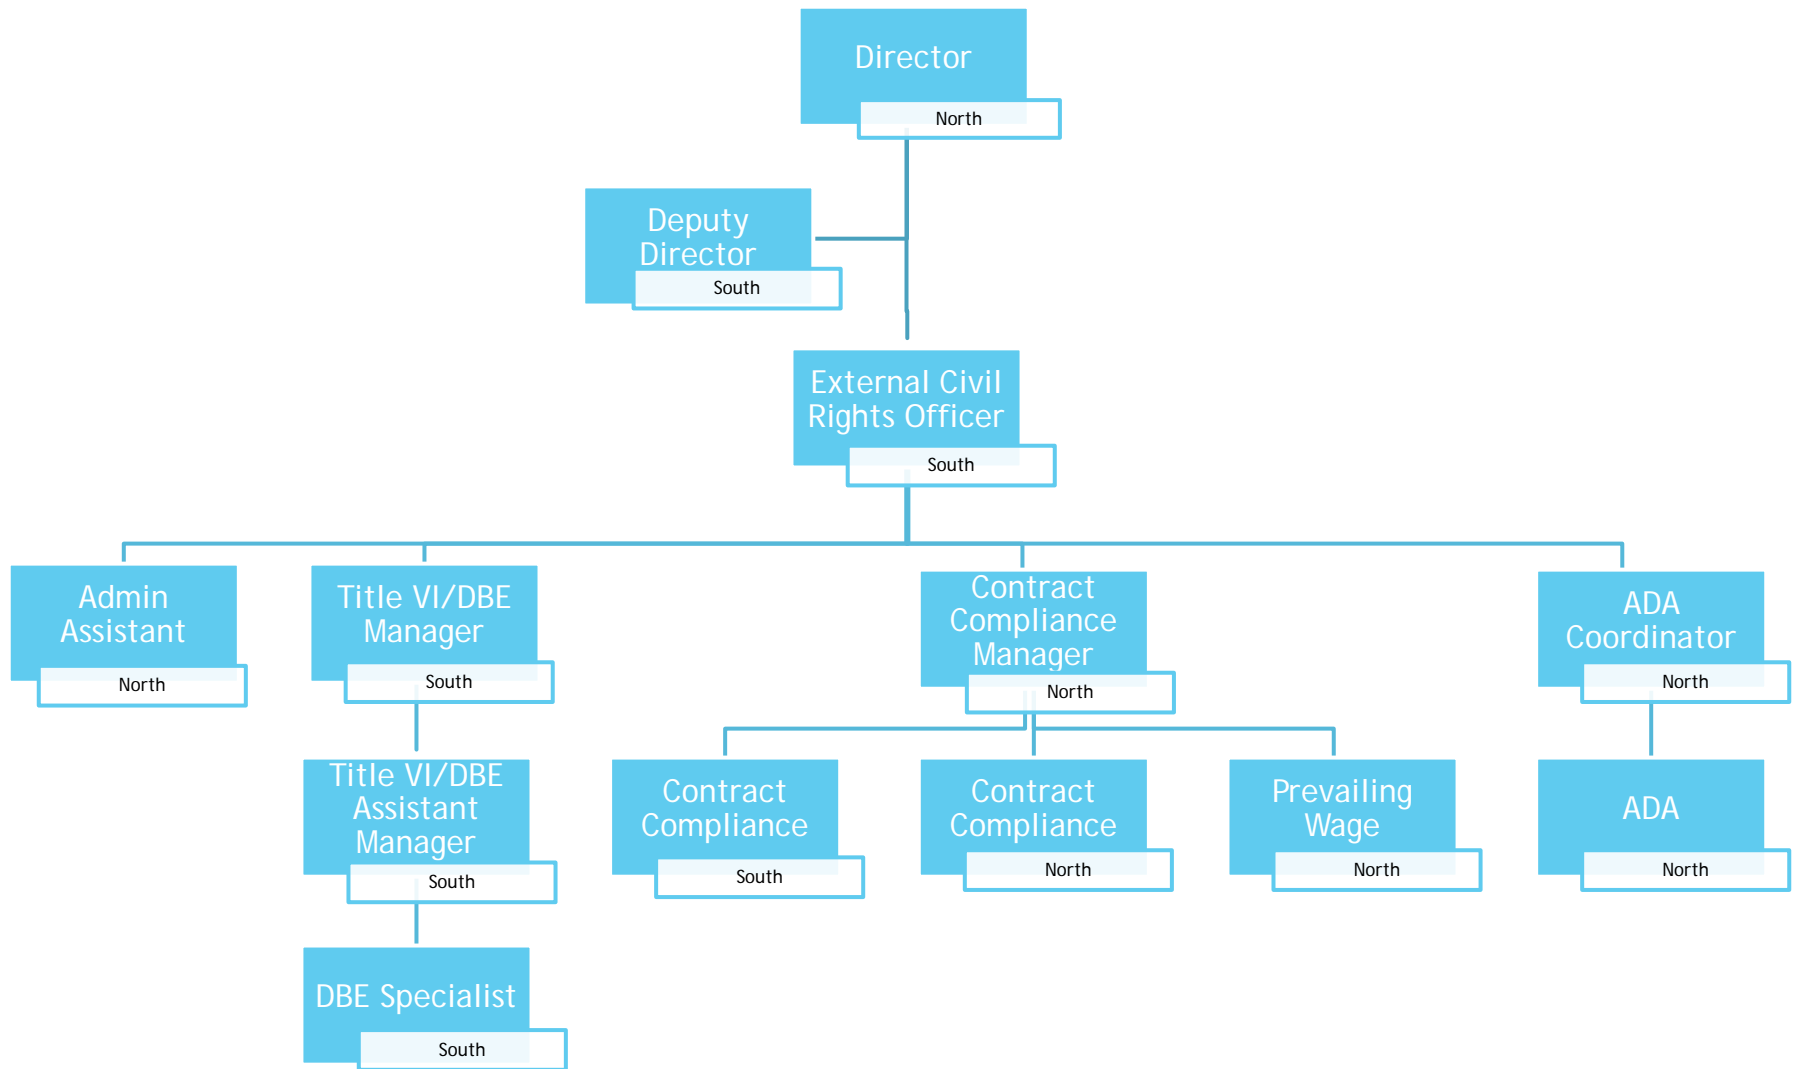 Director
North
Deputy
Director
South
External Civil
Rights Officer
South
Admin
Assistant
North
Title VI/DBE
Manager
South
Contract
Compliance
Manager
North
ADA
Coordinator
North
Title VI/DBE
Assistant
Manager
South
Contract
Compliance
South
Contract
Compliance
North
Prevailing
Wage
North
ADA
North
DBE Specialist
South